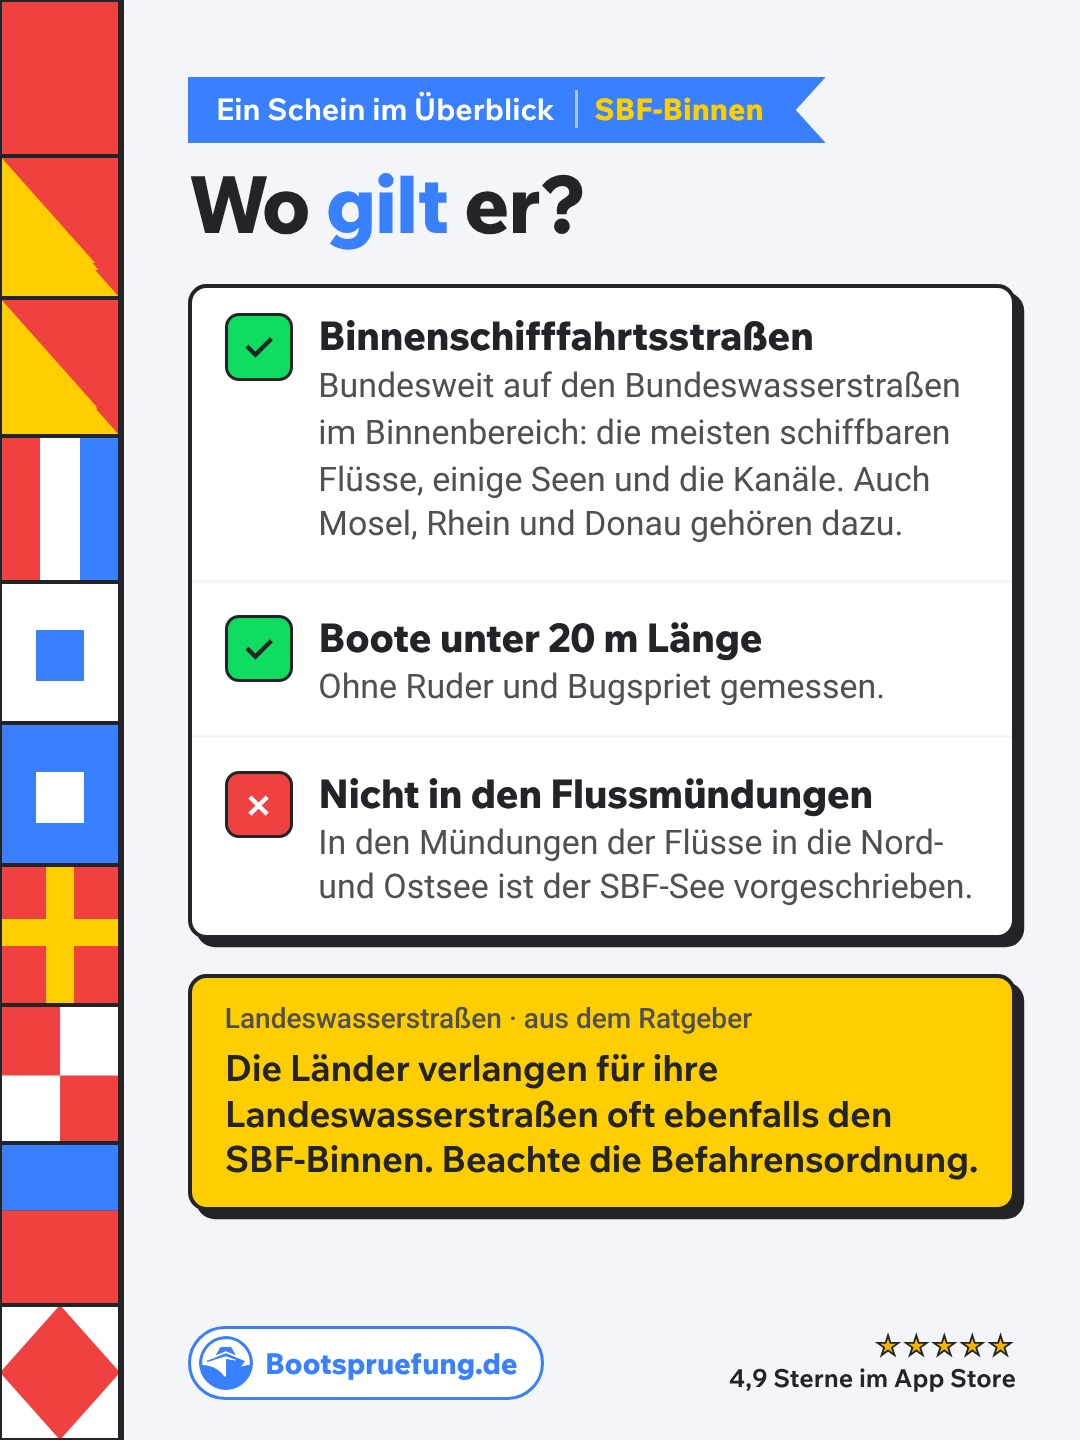 Ein Schein im Überblick | SBF-Binnen
Wo gilt er?
Binnenschifffahrtsstraßen
Bundesweit auf den Bundeswasserstraßen
im Binnenbereich: die meisten schiffbaren
Flüsse, einige Seen und die Kanäle. Auch
Mosel, Rhein und Donau gehören dazu.
Boote unter 20 m Länge
Ohne Ruder und Bugspriet gemessen.
Nicht in den Flussmündungen
In den Mündungen der Flüsse in die Nord-
und Ostsee ist der SBF-See vorgeschrieben.
Landeswasserstraßen · aus dem Ratgeber
Die Länder verlangen für ihre
Landeswasserstraßen oft ebenfalls den
SBF-Binnen. Beachte die Befahrensordnung.
Bootspruefung.de
4,9 Sterne im App Store